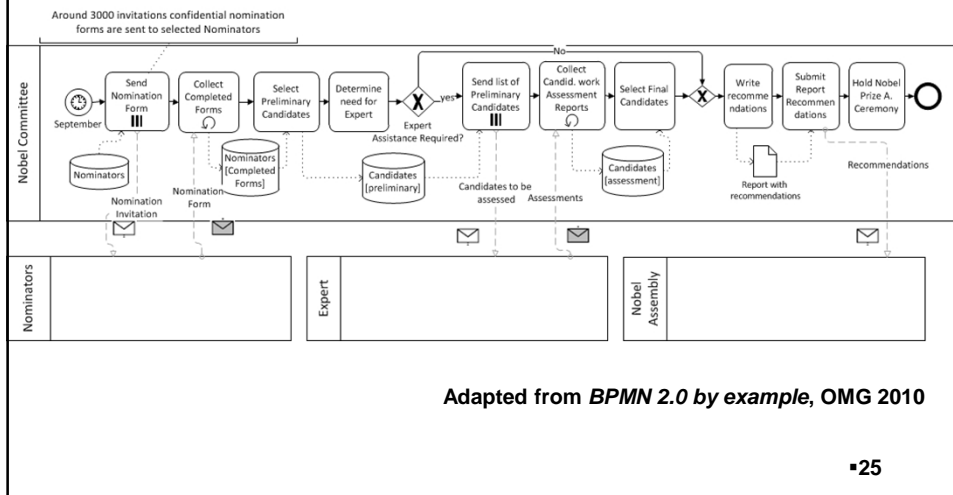 Around 3000 invitations confidential nomination
forms are sent to selected Nominators
Nobel Committee
September
Send
Nomination
Form
Collect
Completed
Forms
Select
Preliminary
Candidates
Determine
need for
Expert
X
Expert
Assistance Required?
yes
No
Send list of
Preliminary
Candidates
Collect
Candid. work
Assessment
Reports
Select Final
Candidates
X
Write
recomme
ndations
Submit
Report
Recommen
dations
Hold Nobel
Prize A.
Ceremony
Nominators
Nominators
[Completed
Forms]
Candidates
[preliminary]
Candidates
[assessment]
Report with
recommendations
Nomination
Invitation
Nomination
Form
Candidates to be
assessed
Assessments
Recommendations
Nominators
Expert
Nobel
Assembly
Adapted from BPMN 2.0 by example, OMG 2010
▪25